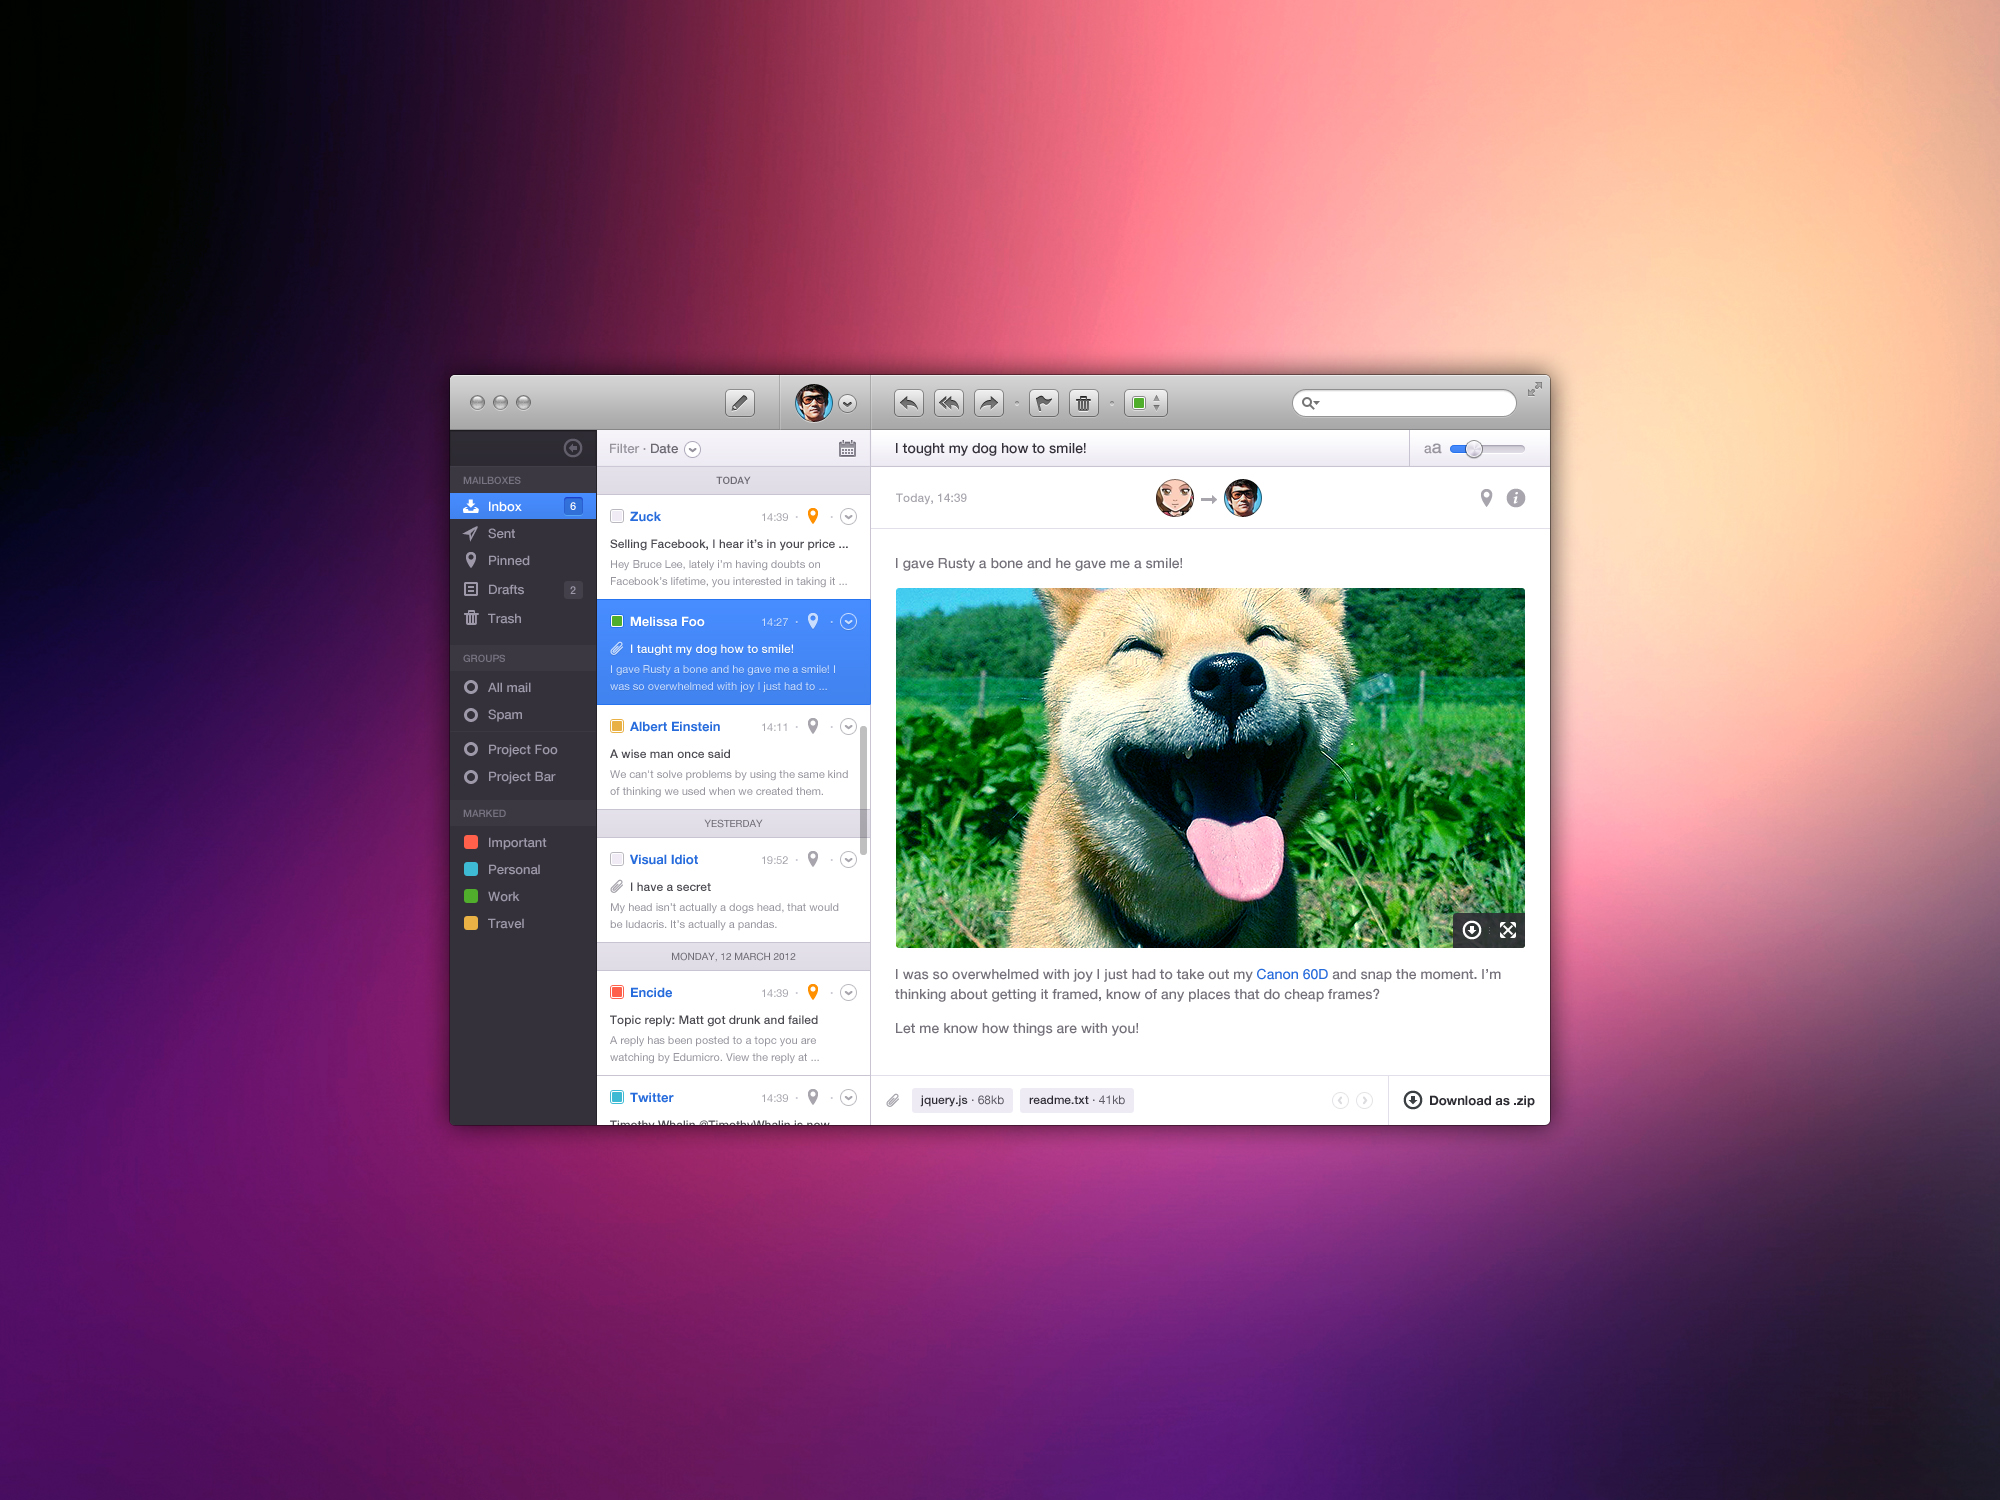 Filter · Date
I tought my dog how to smile!
aa
MAILBOXES
Inbox 6
Sent
Pinned
Drafts 2
Trash
GROUPS
All mail
Spam
Project Foo
Project Bar
MARKED
Important
Personal
Work
Travel
TODAY
Zuck 14:39
Selling Facebook, I hear it's in your price ...
Hey Bruce Lee, lately i'm having doubts on
Facebook's lifetime, you interested in taking it ...
Melissa Foo 14:27
I taught my dog how to smile!
I gave Rusty a bone and he gave me a smile! I
was so overwhelmed with joy I just had to ...
Albert Einstein 14:11
A wise man once said
We can't solve problems by using the same kind
of thinking we used when we created them.
YESTERDAY
Visual Idiot 19:52
I have a secret
My head isn't actually a dogs head, that would
be ludacris. It's actually a pandas.
MONDAY, 12 MARCH 2012
Encide 14:39
Topic reply: Matt got drunk and failed
A reply has been posted to a topc you are
watching by Edumicro. View the reply at ...
Twitter 14:39
Timothy Whalin @TimothyWhalin is now
Today, 14:39
I gave Rusty a bone and he gave me a smile!
I was so overwhelmed with joy I just had to take out my Canon 60D and snap the moment. I'm
thinking about getting it framed, know of any places that do cheap frames?
Let me know how things are with you!
jquery.js · 68kb readme.txt · 41kb
Download as .zip